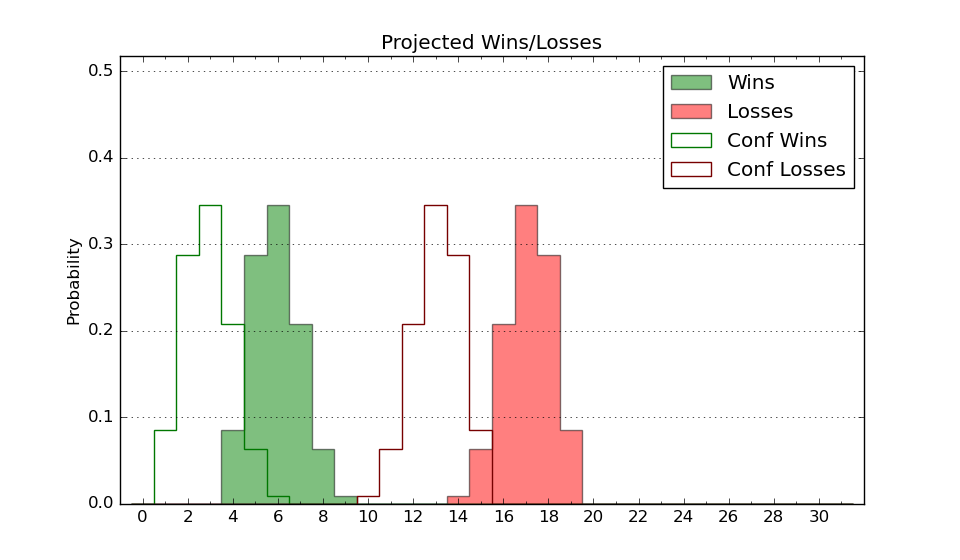 Projected Wins/Losses
0.5
0.4
0.3
0.2
0.1
0.0
Probability
Wins
Losses
Conf Wins
Conf Losses
0 2 4 6 8 10 12 14 16 18 20 22 24 26 28 30